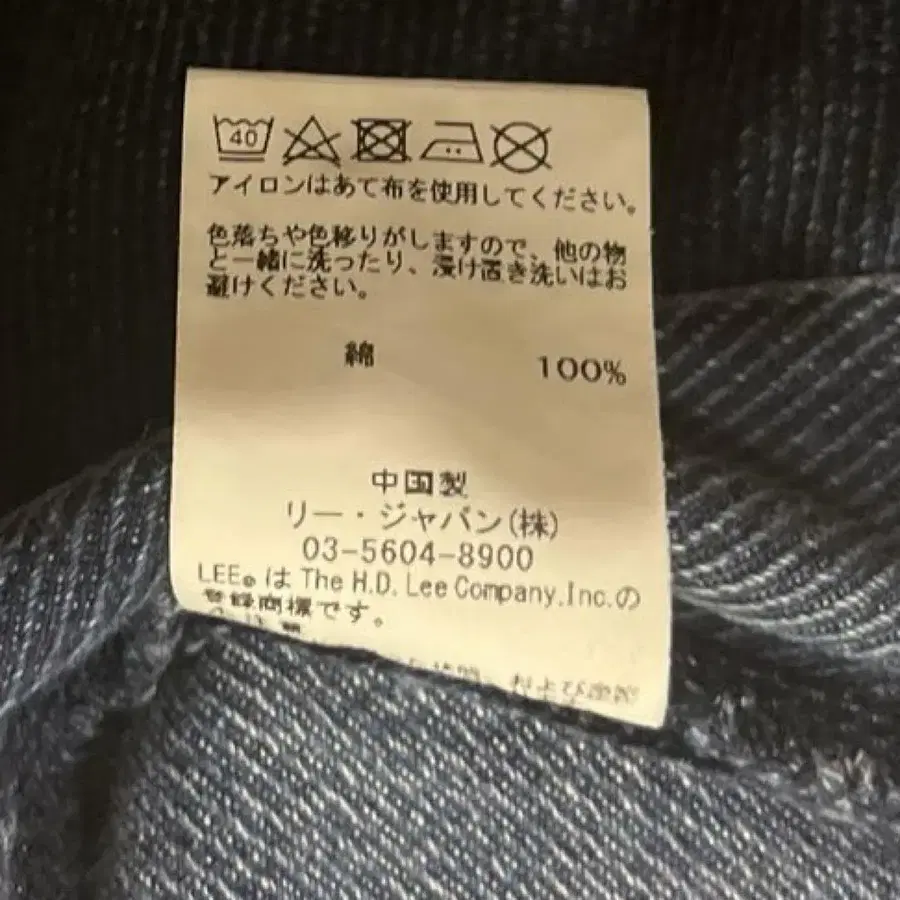 40
アイロンはあて布を使用してください。
色落ちや色移りがしますので、他の物
と一緒に洗ったり、浸け置き洗いはお
避けください。
綿 100%
中国製
リー・ジャパン(株)
03-5604-8900
LEE®は The H.D. Lee Company,Inc.の
登録商標です。
および